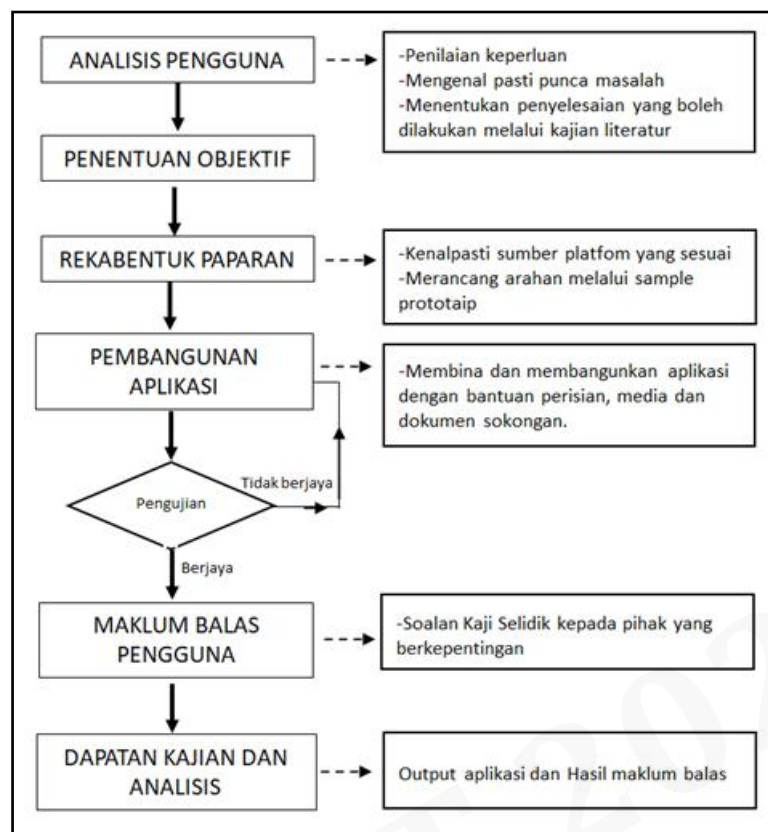 ANALISIS PENGGUNA
-Penilaian keperluan
-Mengenal pasti punca masalah
-Menentukan penyelesaian yang boleh
dilakukan melalui kajian literatur
PENENTUAN OBJEKTIF
REKABENTUK PAPARAN
-Kenalpasti sumber platfom yang sesuai
-Merancang arahan melalui sample
prototaip
PEMBANGUNAN
APLIKASI
-Membina dan membangunkan aplikasi
dengan bantuan perisian, media dan
dokumen sokongan.
Tidak berjaya
Pengujian
Berjaya
MAKLUM BALAS
PENGGUNA
-Soalan Kaji Selidik kepada pihak yang
berkepentingan
DAPATAN KAJIAN DAN
ANALISIS
Output aplikasi dan Hasil maklum balas